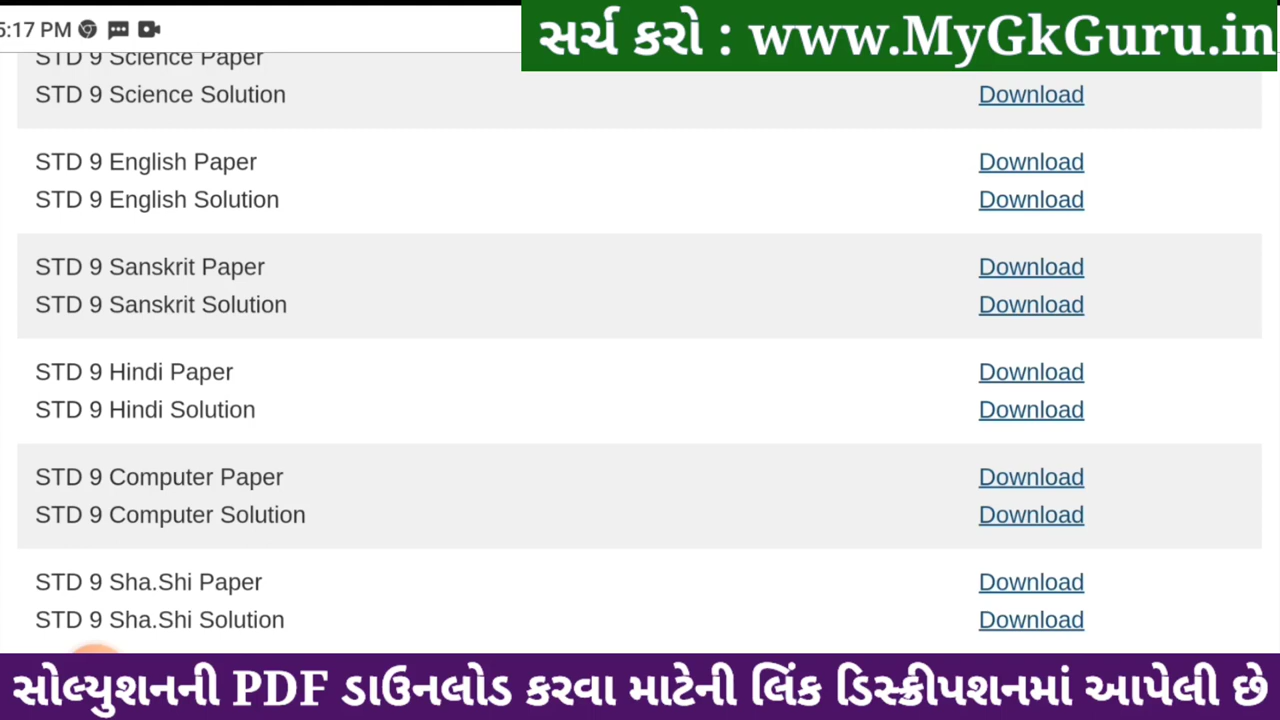 5:17 PM
સર્ચ કરો : www.MyGkGuru.in
STD 9 Science Paper
STD 9 Science Solution Download
STD 9 English Paper Download
STD 9 English Solution Download
STD 9 Sanskrit Paper Download
STD 9 Sanskrit Solution Download
STD 9 Hindi Paper Download
STD 9 Hindi Solution Download
STD 9 Computer Paper Download
STD 9 Computer Solution Download
STD 9 Sha.Shi Paper Download
STD 9 Sha.Shi Solution Download
સોલ્યુશનની PDF ડાઉનલોડ કરવા માટેની લિંક ડિસ્ક્રીપશનમાં આપેલી છે